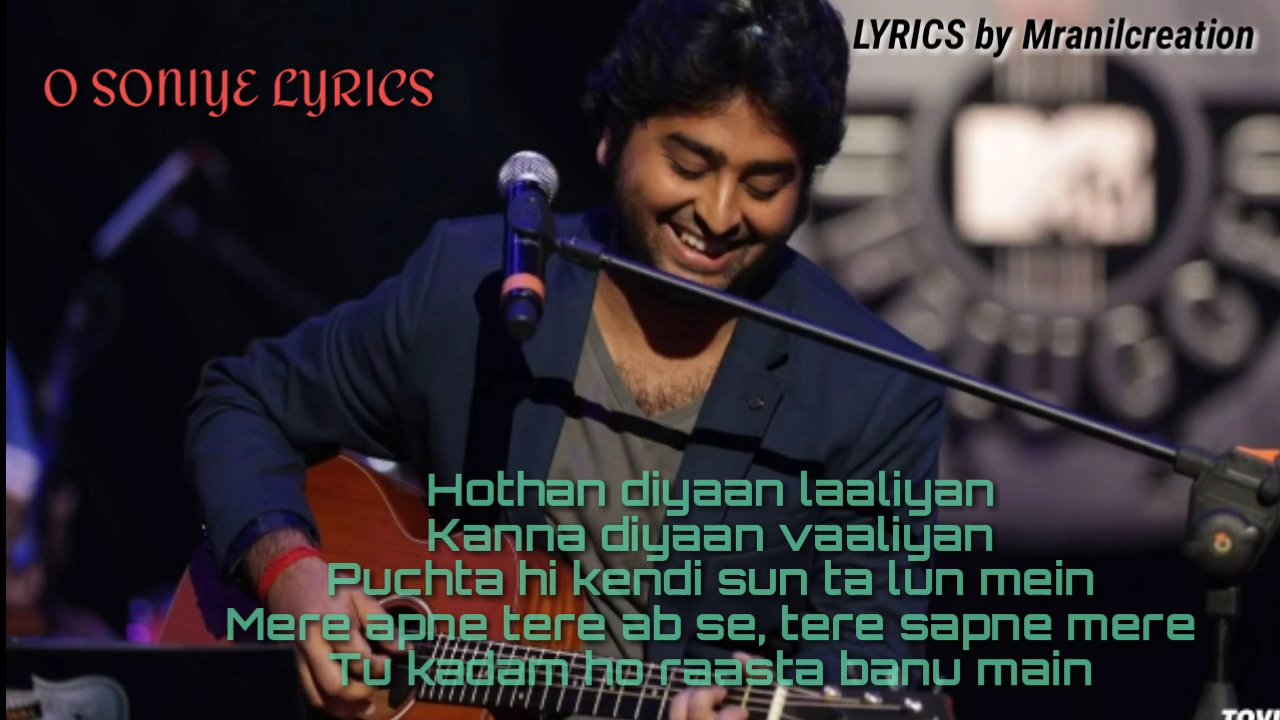 LYRICS by Mranilcreation
O SONIYE LYRICS
Hothan diyaan laaliyan
Kanna diyaan vaaliyan
Puchta hi kendi sun ta lun mein
Mere apne tere ab se, tere sapne mere
Tu kadam ho raasta banu main